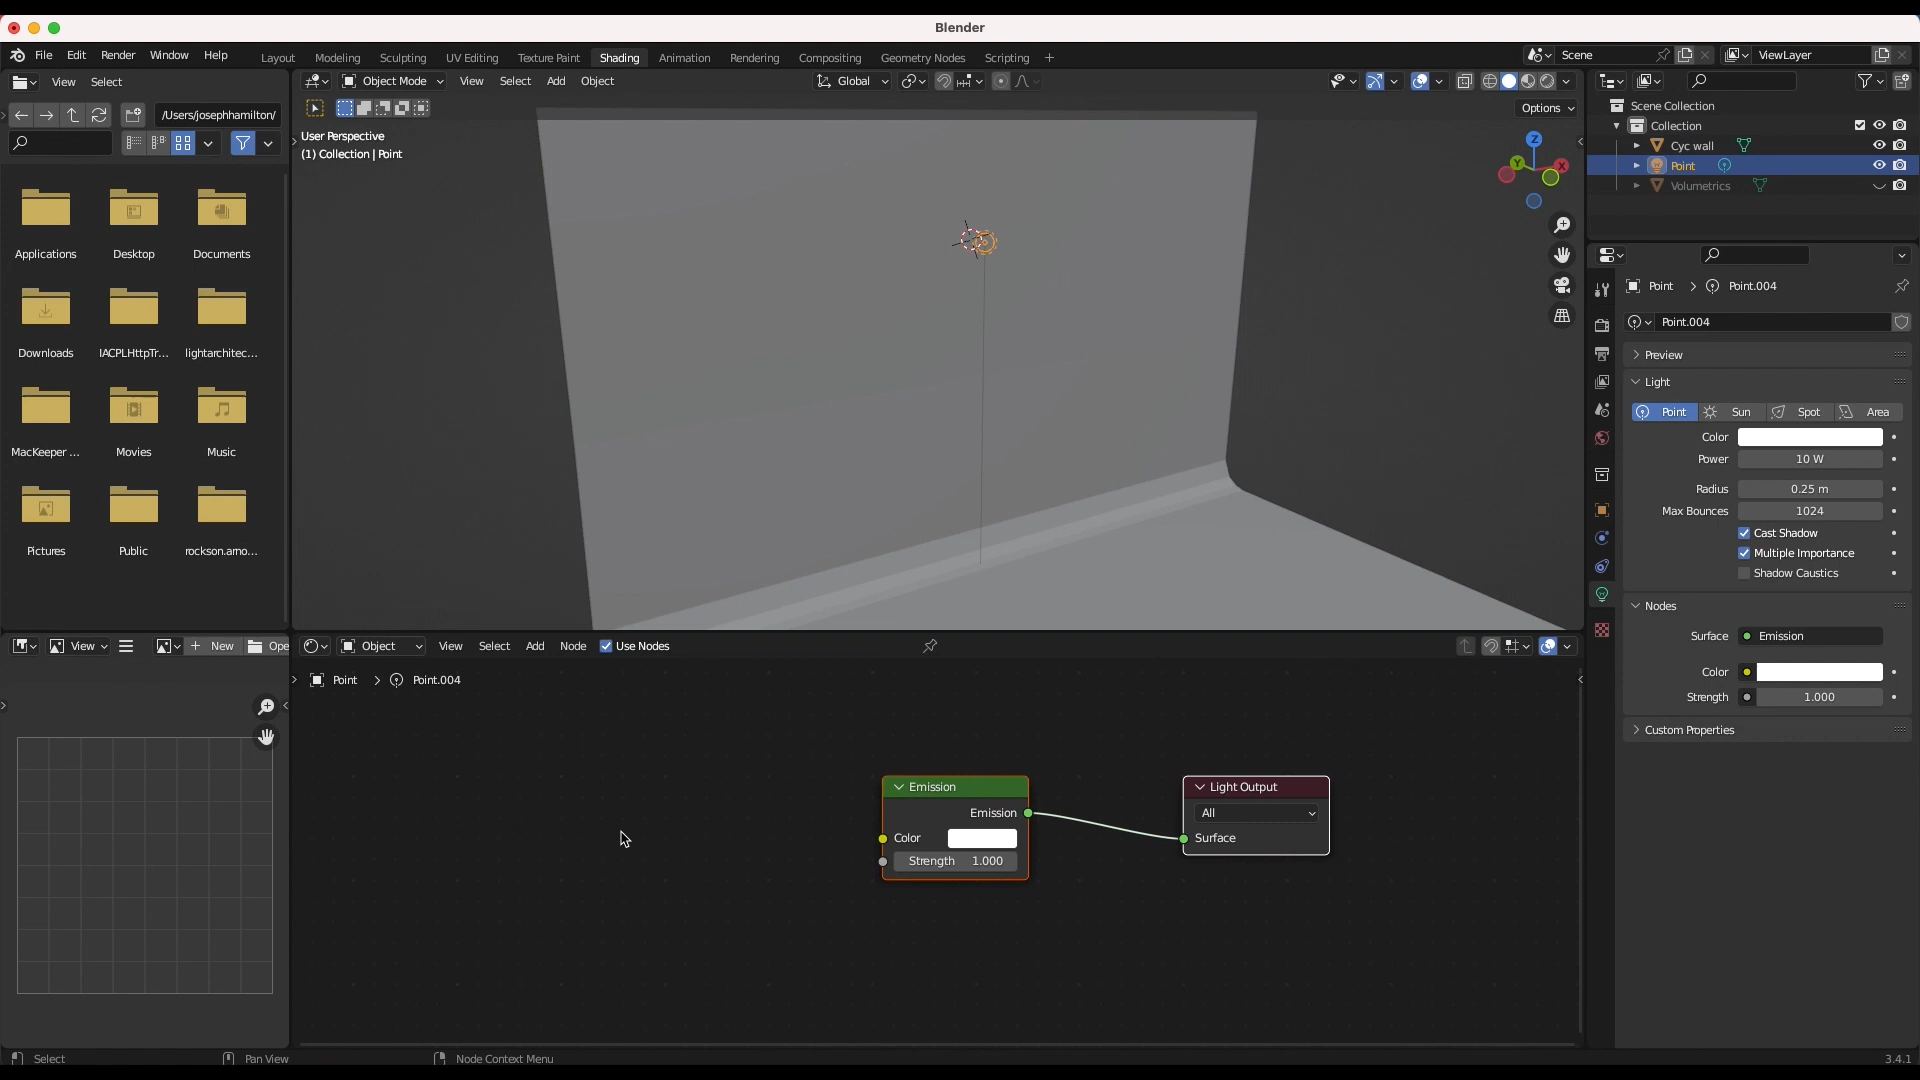 Blender
File Edit Render Window Help Layout Modeling Sculpting UV Editing Texture Paint Shading Animation Rendering Compositing Geometry Nodes Scripting + Scene ViewLayer
View Select
Object Mode View Select Add Object Global
/Users/josephhamilton/
Options
User Perspective
(1) Collection | Point
Z
Y
X
Applications Desktop Documents
Downloads IACPLHttpTr... lightarchitec...
MacKeeper ... Movies Music
Pictures Public rockson.arno...
Scene Collection
Collection
Cyc wall
Point
Volumetrics
Point > Point.004
Point.004
Preview
Light
Point Sun Spot Area
Color
Power 10 W
Radius 0.25 m
Max Bounces 1024
Cast Shadow
Multiple Importance
Shadow Caustics
Nodes
Surface Emission
Color
Strength 1.000
Custom Properties
View + New Ope
Object View Select Add Node Use Nodes
Point > Point.004
Emission
Emission
Color
Strength 1.000
Light Output
All
Surface
Select Pan View Node Context Menu 3.4.1